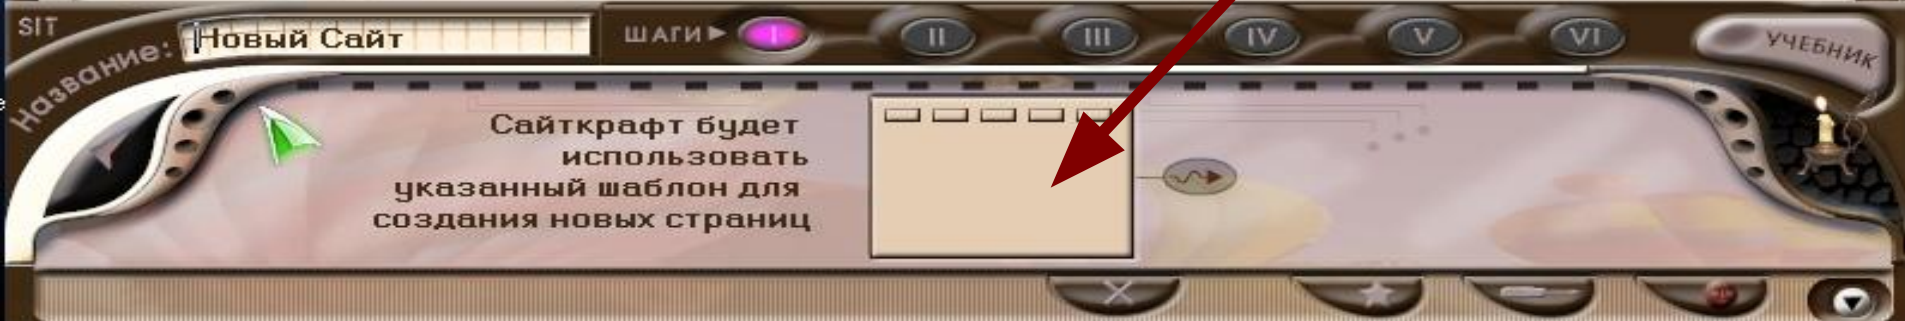 SIT
Название:
Новый Сайт
ШАГИ
I
II
III
IV
V
VI
УЧЕБНИК
Сайткрафт будет
использовать
указанный шаблон для
создания новых страниц